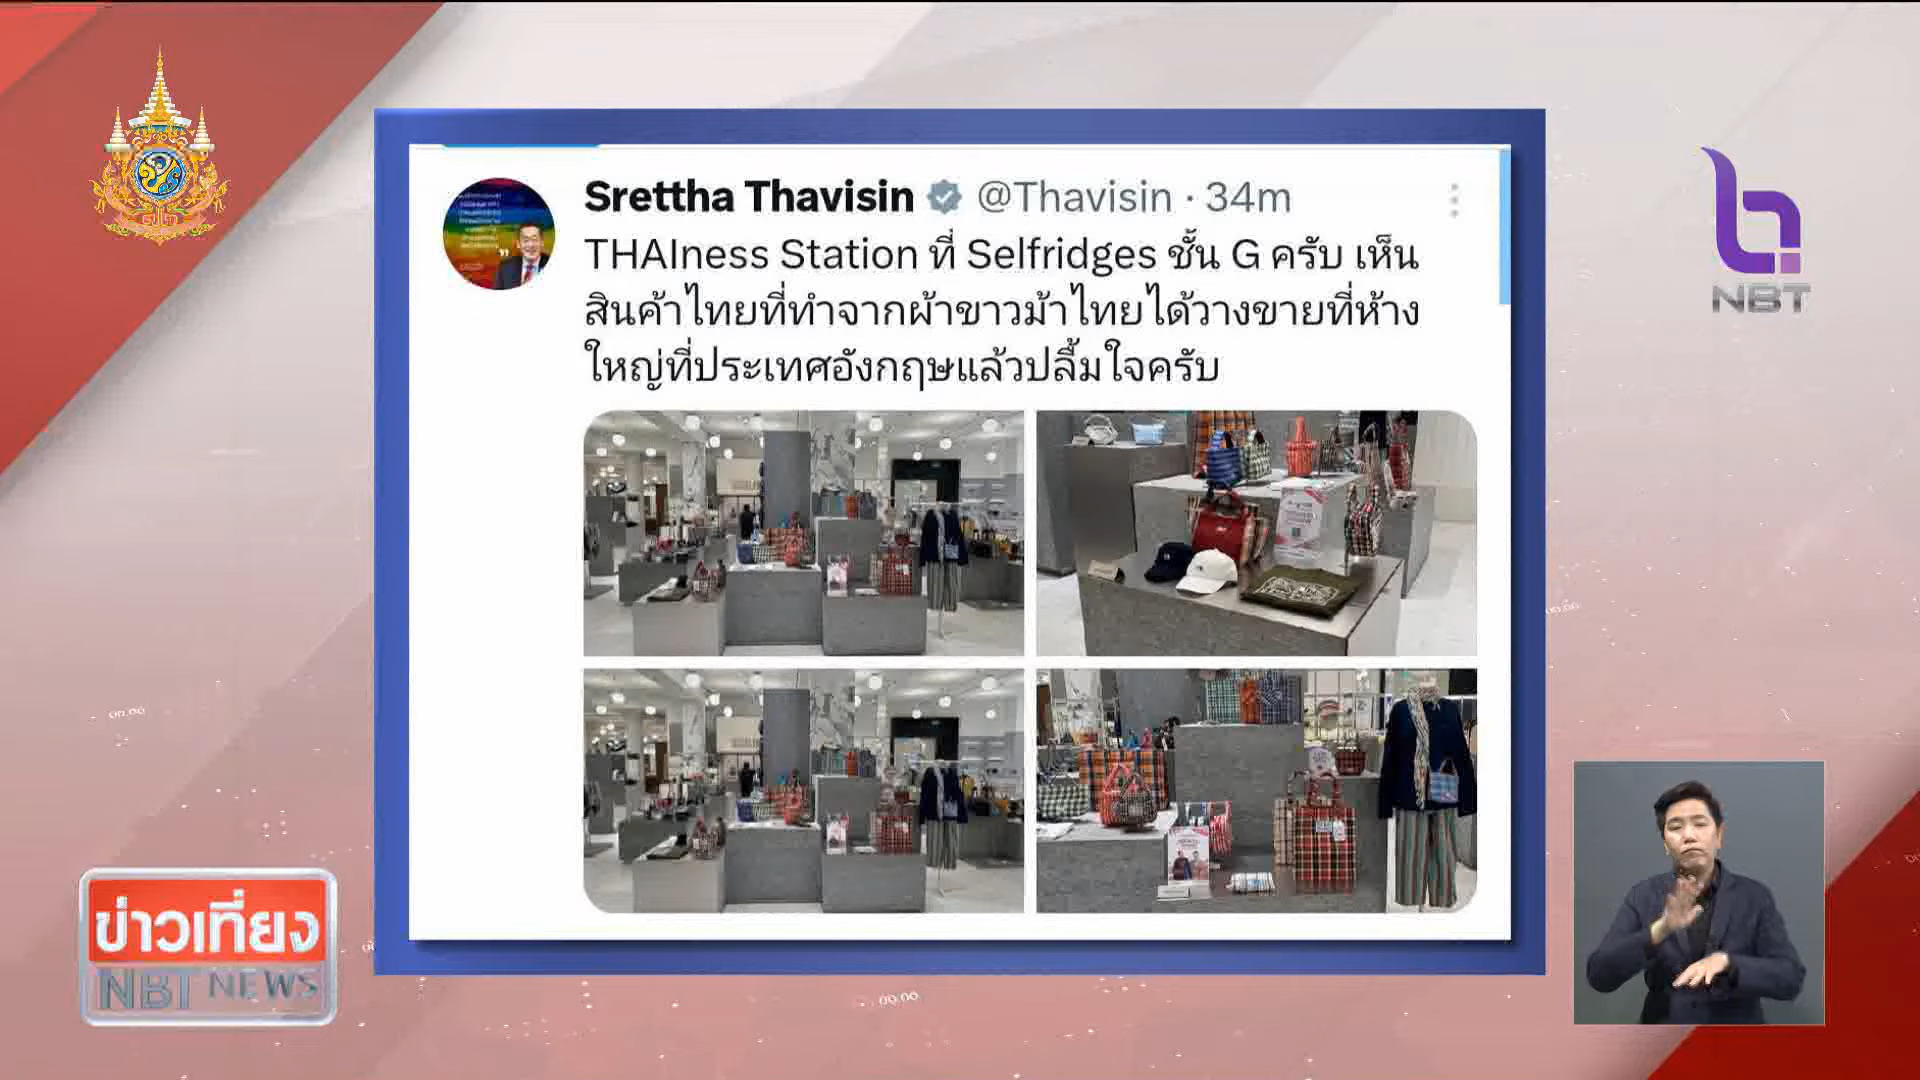 Srettha Thavisin @Thavisin · 34m
THAIness Station ที่ Selfridges ชั้น G ครับ เห็น
สินค้าไทยที่ทำจากผ้าขาวม้าไทยได้วางขายที่ห้าง
ใหญ่ที่ประเทศอังกฤษแล้วปลื้มใจครับ
NBT
ข่าวเที่ยง
NBT NEWS